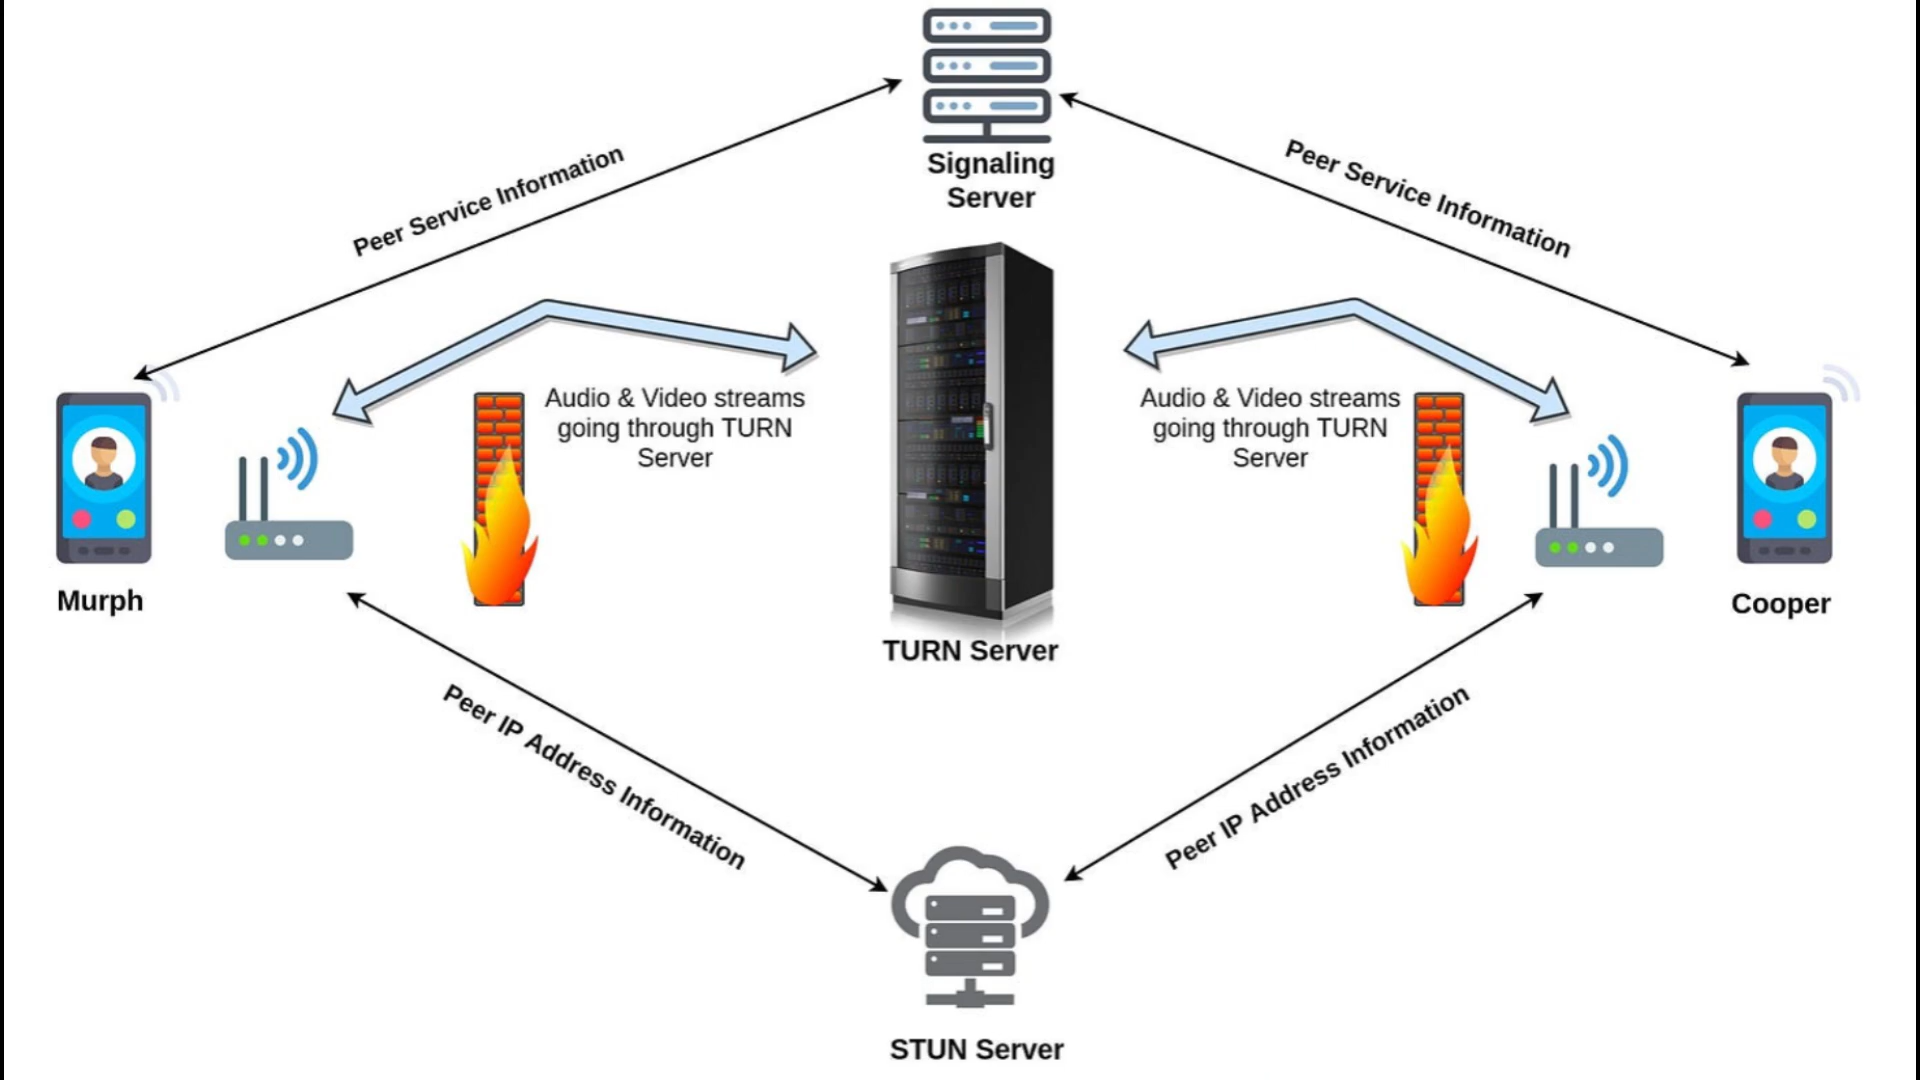 Signaling
Server
Peer Service Information
Peer Service Information
Audio & Video streams
going through TURN
Server
Audio & Video streams
going through TURN
Server
Murph
Cooper
TURN Server
Peer IP Address Information
Peer IP Address Information
STUN Server